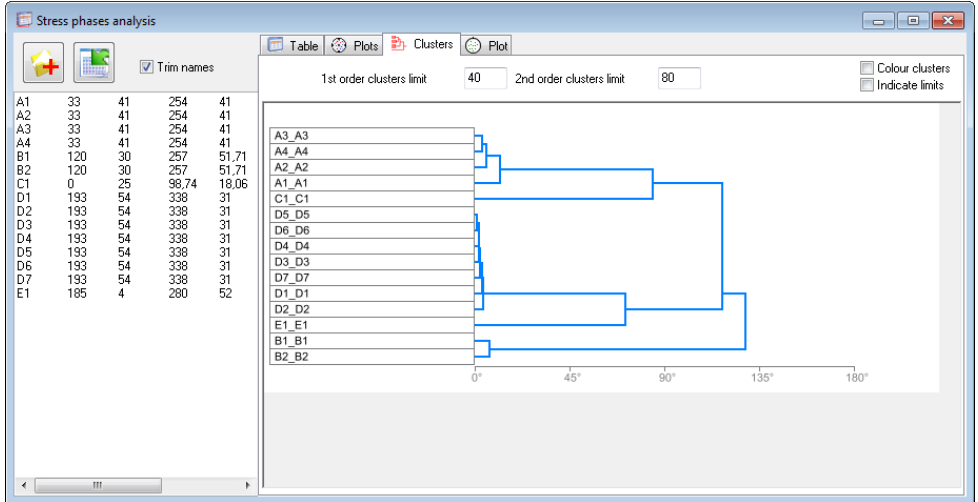 Stress phases analysis
Trim names
Table Plots Clusters Plot
1st order clusters limit 40 2nd order clusters limit 80
Colour clusters
Indicate limits
A1 33 41 254 41
A2 33 41 254 41
A3 33 41 254 41
A4 33 41 254 41
B1 120 30 257 51,71
B2 120 30 257 51,71
C1 0 25 98,74 18,06
D1 193 54 338 31
D2 193 54 338 31
D3 193 54 338 31
D4 193 54 338 31
D5 193 54 338 31
D6 193 54 338 31
D7 193 54 338 31
E1 185 4 280 52
A3_A3
A4_A4
A2_A2
A1_A1
C1_C1
D5_D5
D6_D6
D4_D4
D3_D3
D7_D7
D1_D1
D2_D2
E1_E1
B1_B1
B2_B2
0° 45° 90° 135° 180°